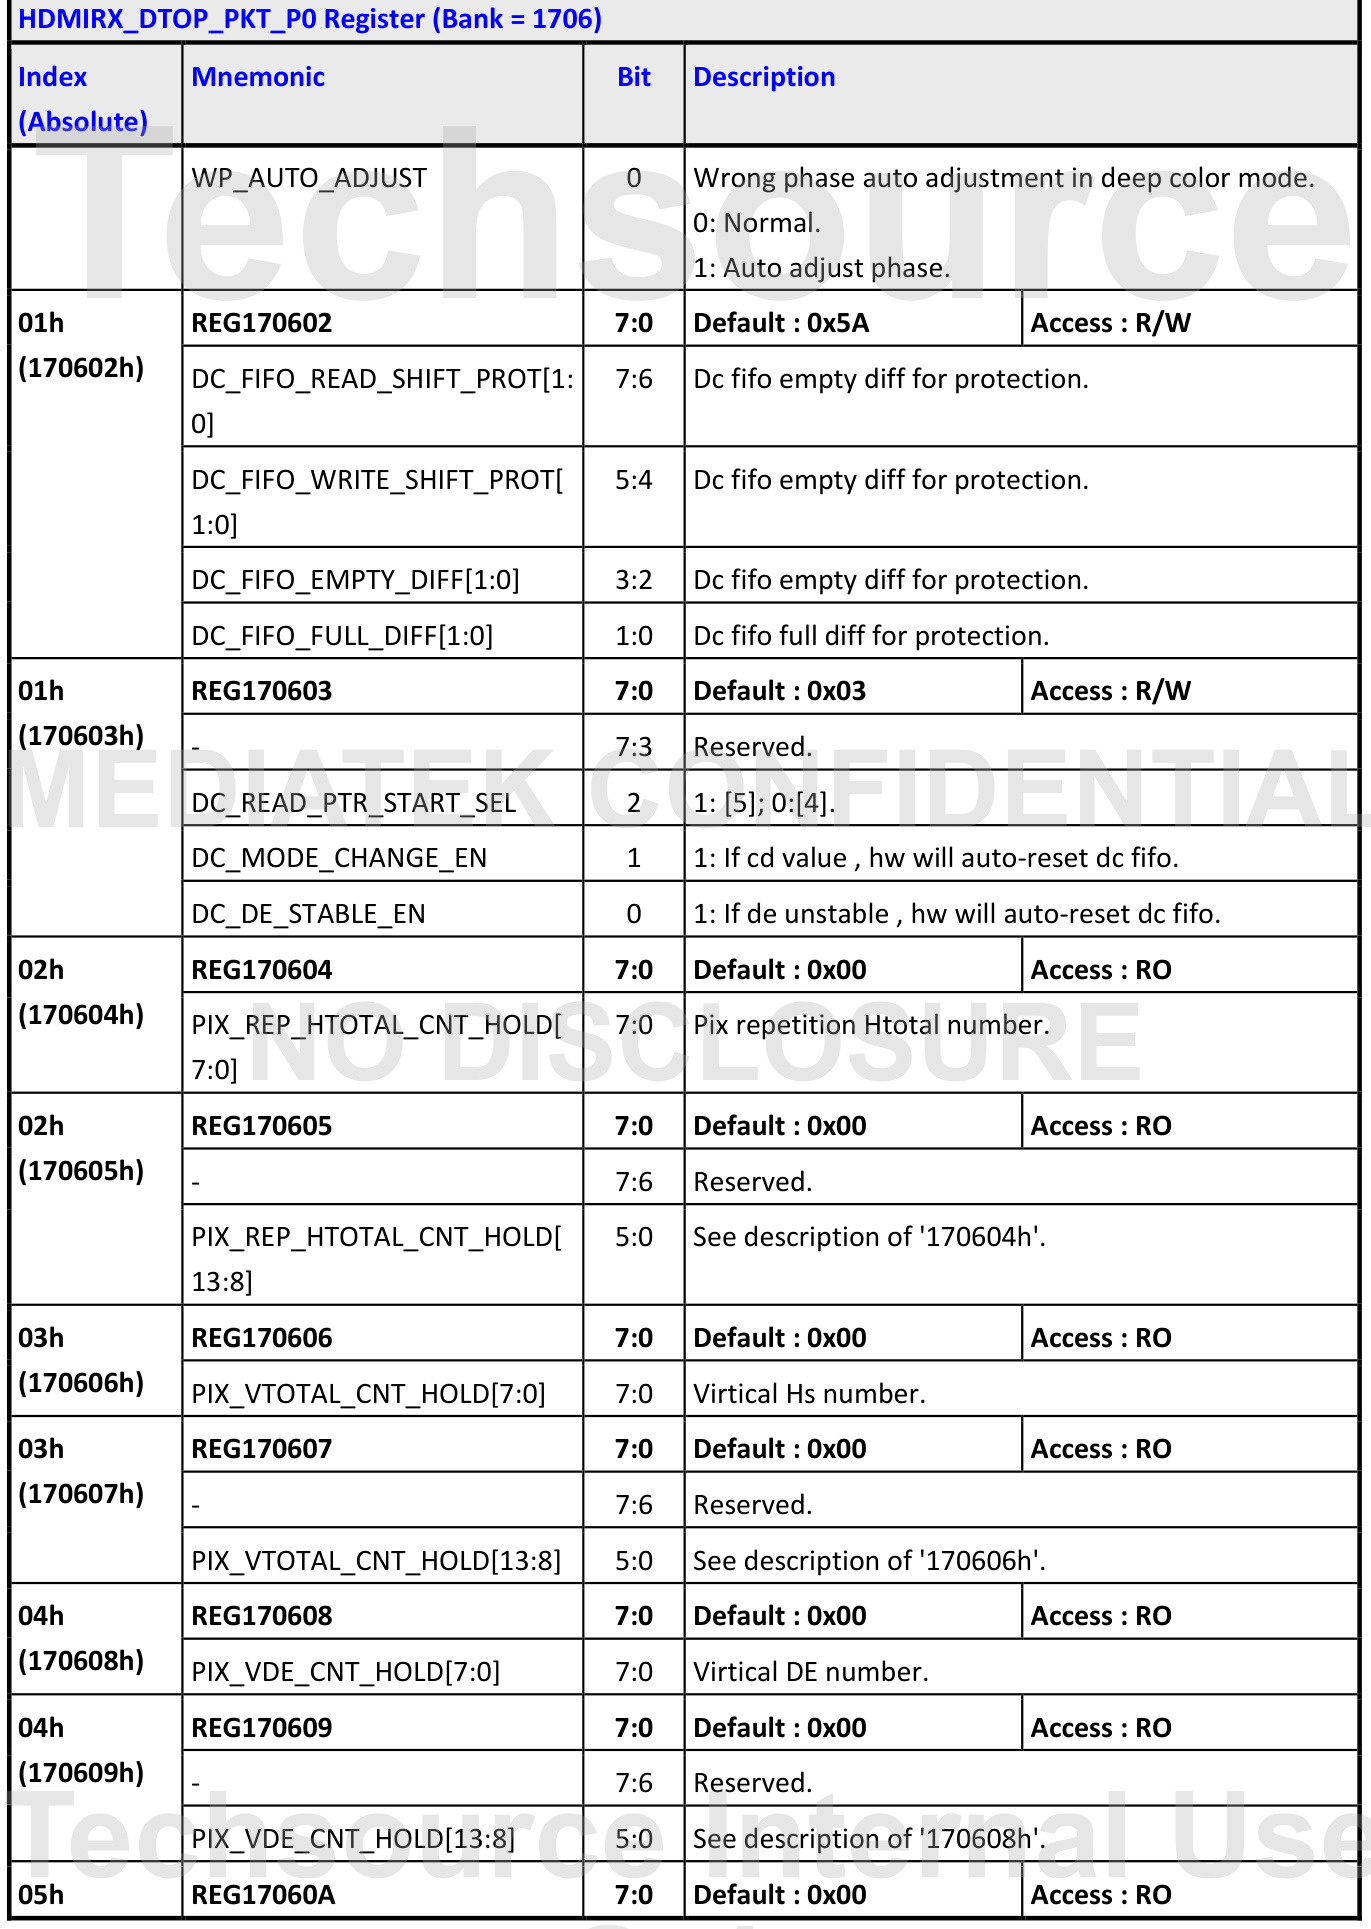 HDMIRX_DTOP_PKT_P0 Register (Bank = 1706)
Index (Absolute) Mnemonic Bit Description
WP_AUTO_ADJUST 0 Wrong phase auto adjustment in deep color mode.
0: Normal.
1: Auto adjust phase.
Techsource
01h REG170602 7:0 Default : 0x5A Access : R/W
(170602h) DC_FIFO_READ_SHIFT_PROT[1: 7:6 Dc fifo empty diff for protection.
0]
DC_FIFO_WRITE_SHIFT_PROT[ 5:4 Dc fifo empty diff for protection.
1:0]
DC_FIFO_EMPTY_DIFF[1:0] 3:2 Dc fifo empty diff for protection.
DC_FIFO_FULL_DIFF[1:0] 1:0 Dc fifo full diff for protection.
01h REG170603 7:0 Default : 0x03 Access : R/W
(170603h) - 7:3 Reserved.
MEDIATEK CONFIDENTIAL
DC_READ_PTR_START_SEL 2 1: [5]; 0:[4].
DC_MODE_CHANGE_EN 1 1: If cd value , hw will auto-reset dc fifo.
DC_DE_STABLE_EN 0 1: If de unstable , hw will auto-reset dc fifo.
02h REG170604 7:0 Default : 0x00 Access : RO
(170604h) PIX_REP_HTOTAL_CNT_HOLD[ 7:0 Pix repetition Htotal number.
7:0]
NO DISCLOSURE
02h REG170605 7:0 Default : 0x00 Access : RO
(170605h) - 7:6 Reserved.
PIX_REP_HTOTAL_CNT_HOLD[ 5:0 See description of '170604h'.
13:8]
03h REG170606 7:0 Default : 0x00 Access : RO
(170606h) PIX_VTOTAL_CNT_HOLD[7:0] 7:0 Virtical Hs number.
03h REG170607 7:0 Default : 0x00 Access : RO
(170607h) - 7:6 Reserved.
PIX_VTOTAL_CNT_HOLD[13:8] 5:0 See description of '170606h'.
04h REG170608 7:0 Default : 0x00 Access : RO
(170608h) PIX_VDE_CNT_HOLD[7:0] 7:0 Virtical DE number.
04h REG170609 7:0 Default : 0x00 Access : RO
(170609h) - 7:6 Reserved.
PIX_VDE_CNT_HOLD[13:8] 5:0 See description of '170608h'.
Techsource Internal Use
05h REG17060A 7:0 Default : 0x00 Access : RO